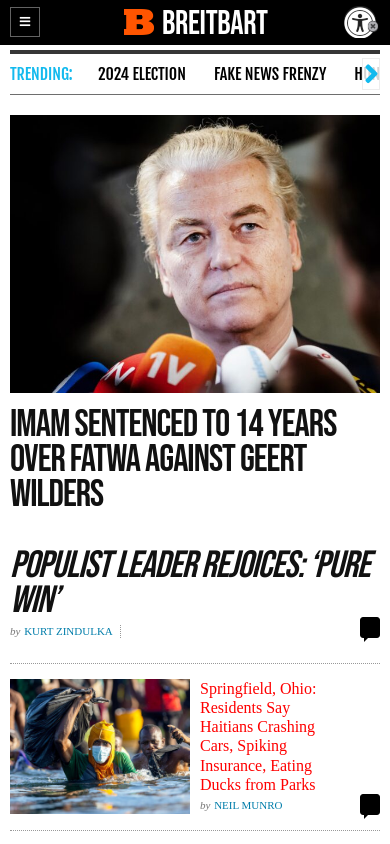 B BREITBART
TRENDING: 2024 ELECTION FAKE NEWS FRENZY H
1V
IMAM SENTENCED TO 14 YEARS
OVER FATWA AGAINST GEERT
WILDERS
POPULIST LEADER REJOICES: ‘PURE
WIN’
by KURT ZINDULKA
Springfield, Ohio:
Residents Say
Haitians Crashing
Cars, Spiking
Insurance, Eating
Ducks from Parks
by NEIL MUNRO